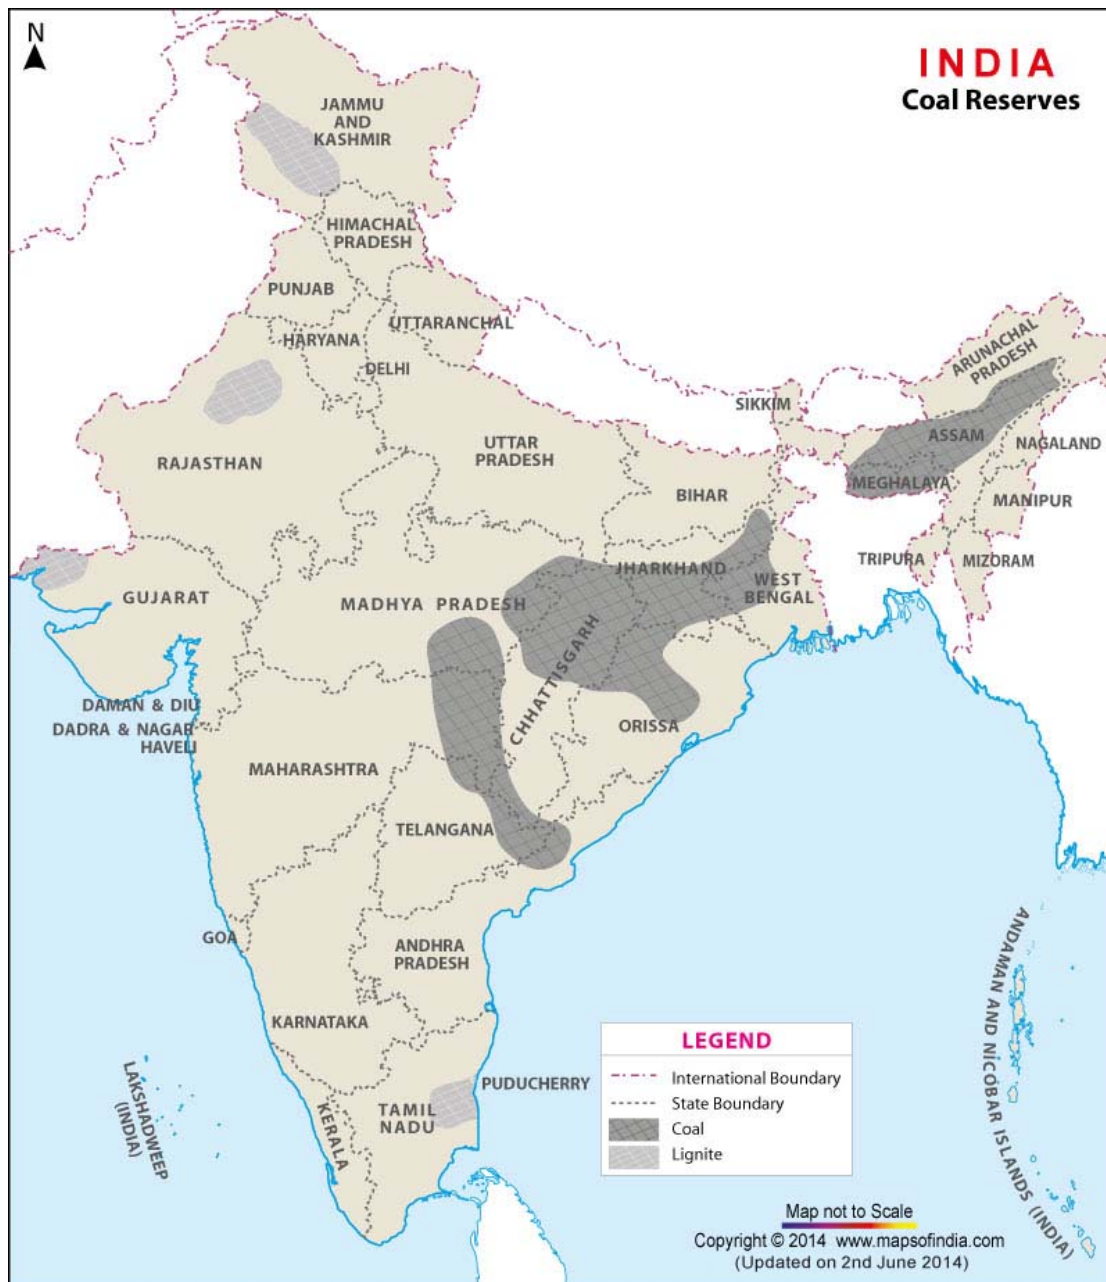 N
INDIA
Coal Reserves
JAMMU
AND
KASHMIR
HIMACHAL
PRADESH
PUNJAB
UTTARANCHAL
HARYANA
DELHI
ARUNACHAL
PRADESH
SIKKIM
ASSAM
NAGALAND
RAJASTHAN
UTTAR
PRADESH
MEGHALAYA
BIHAR
MANIPUR
TRIPURA
MIZORAM
JHARKHAND
WEST
BENGAL
GUJARAT
MADHYA PRADESH
CHHATTISGARH
DAMAN & DIU
DADRA & NAGAR
HAVELI
ORISSA
MAHARASHTRA
TELANGANA
GOA
ANDHRA
PRADESH
KARNATAKA
ANDAMAN AND NICOBAR ISLANDS (INDIA)
LAKSHADWEEP
(INDIA)
KERALA
TAMIL
NADU
PUDUCHERRY
LEGEND
International Boundary
State Boundary
Coal
Lignite
Map not to Scale
Copyright © 2014 www.mapsofindia.com
(Updated on 2nd June 2014)